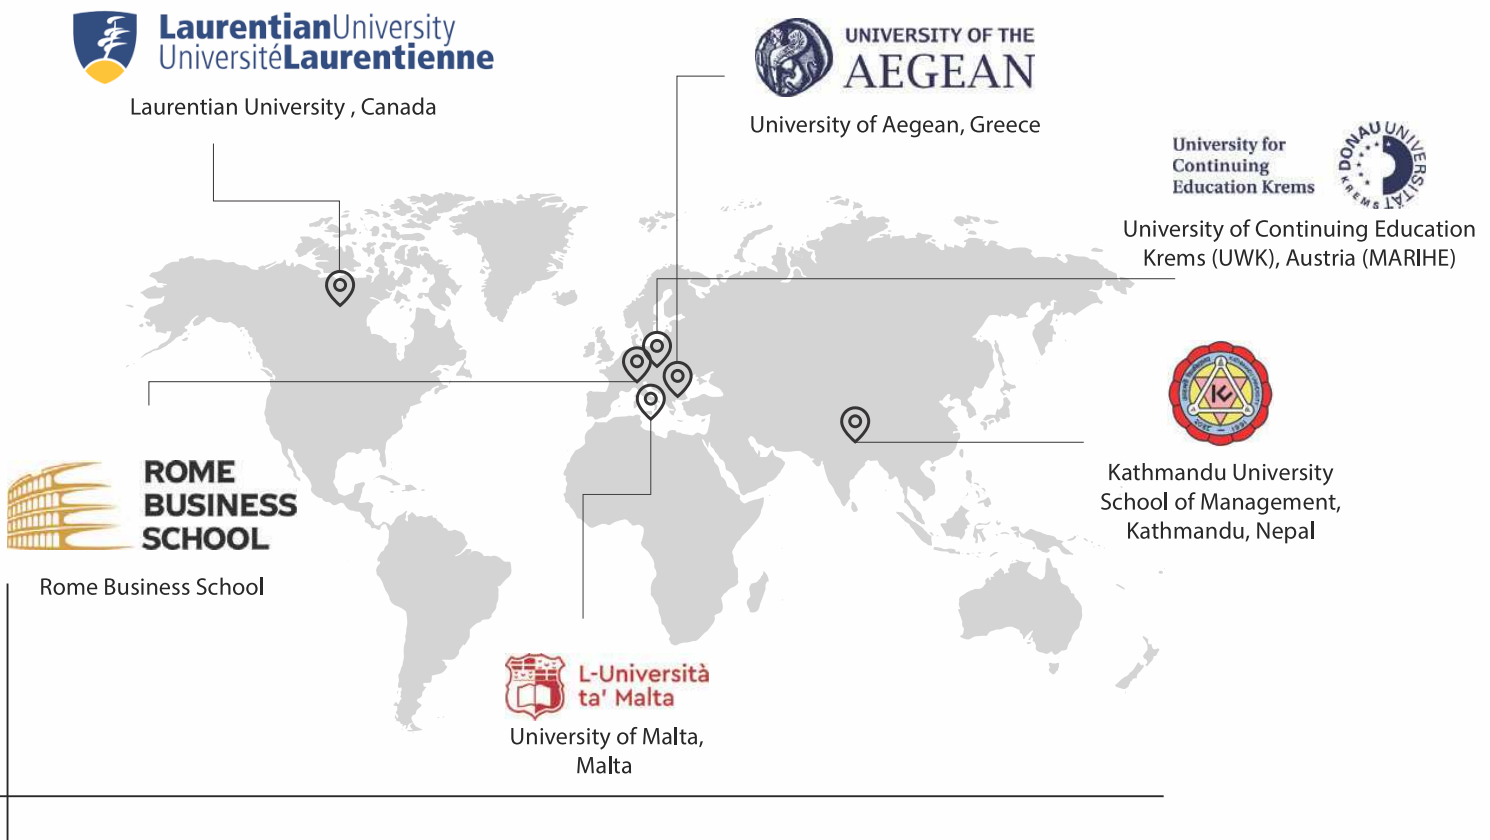 LaurentianUniversity
UniversitéLaurentienne
Laurentian University , Canada
UNIVERSITY OF THE
AEGEAN
University of Aegean, Greece
University for
Continuing
Education Krems
DONAU UNIVERSITÄT
KREMS
University of Continuing Education
Krems (UWK), Austria (MARIHE)
Kathmandu University
School of Management,
Kathmandu, Nepal
ROME
BUSINESS
SCHOOL
Rome Business School
L-Università
ta' Malta
University of Malta,
Malta